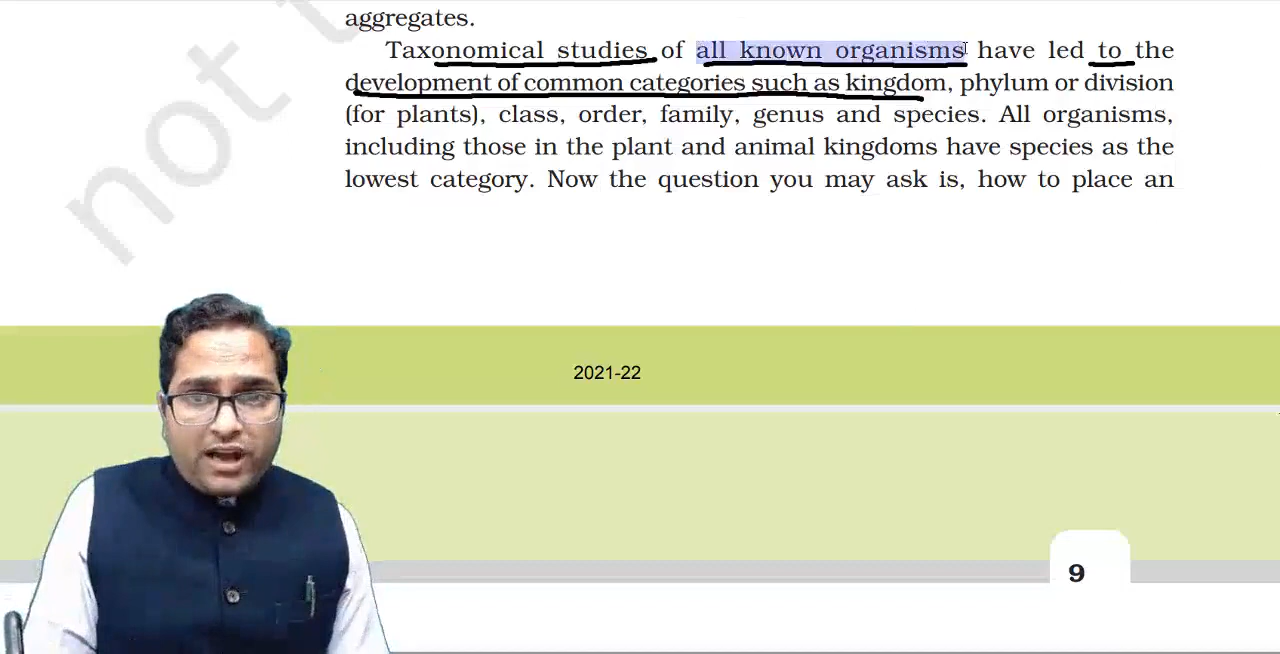 aggregates.
Taxonomical studies of all known organisms have led to the
development of common categories such as kingdom, phylum or division
(for plants), class, order, family, genus and species. All organisms,
including those in the plant and animal kingdoms have species as the
lowest category. Now the question you may ask is, how to place an
not t
2021-22
9